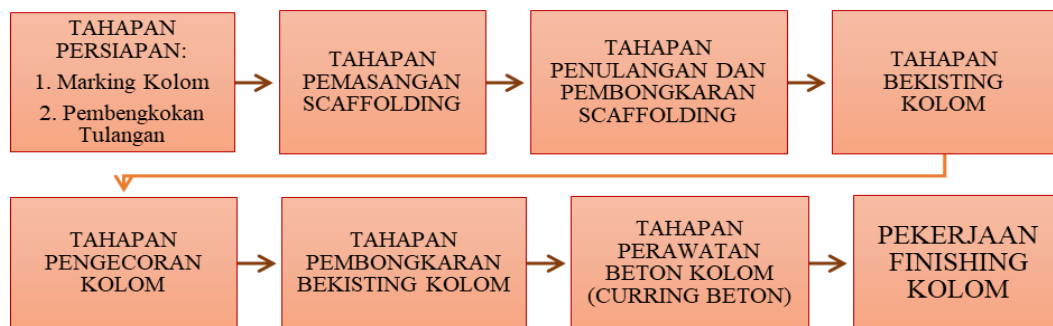 TAHAPAN
PERSIAPAN:
1. Marking Kolom
2. Pembengkokan
Tulangan
TAHAPAN
PEMASANGAN
SCAFFOLDING
TAHAPAN
PENULANGAN DAN
PEMBONGKARAN
SCAFFOLDING
TAHAPAN
BEKISTING
KOLOM
TAHAPAN
PENGECORAN
KOLOM
TAHAPAN
PEMBONGKARAN
BEKISTING KOLOM
TAHAPAN
PERAWATAN
BETON KOLOM
(CURRING BETON)
PEKERJAAN
FINISHING
KOLOM